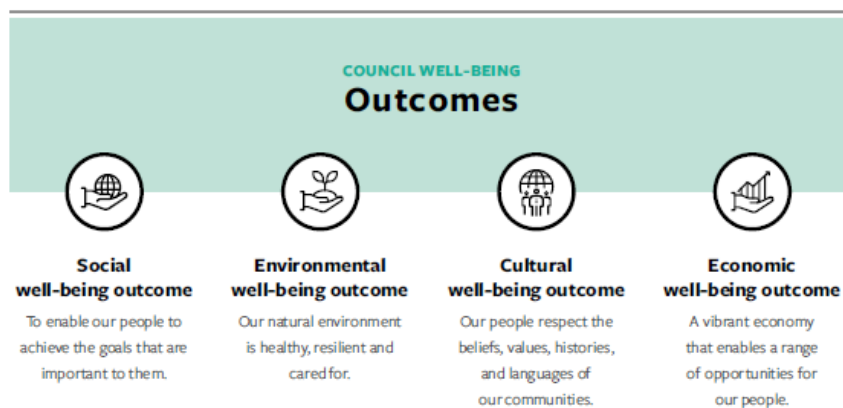 COUNCIL WELL-BEING
Outcomes
Social
well-being outcome
To enable our people to
achieve the goals that are
important to them.
Environmental
well-being outcome
Our natural environment
is healthy, resilient and
cared for.
Cultural
well-being outcome
Our people respect the
beliefs, values, histories,
and languages of
our communities.
Economic
well-being outcome
A vibrant economy
that enables a range
of opportunities for
our people.